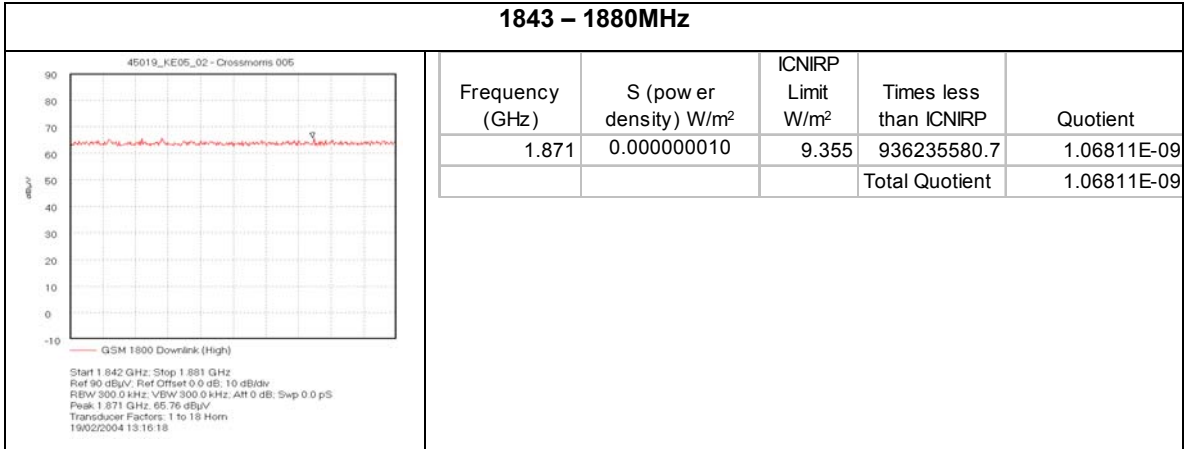 1843 – 1880MHz
45019_KE05_02 - Crossmorris 005
90
80
70
60
50
40
30
20
10
0
-10
dBµV
GSM 1800 Downlink (High)
Start 1.842 GHz; Stop 1.881 GHz
Ref 90 dBµV; Ref Offset 0.0 dB; 10 dB/div
RBW 300.0 kHz; VBW 300.0 kHz; Att 0 dB; Swp 0.0 pS
Peak 1.871 GHz, 65.76 dBµV
Transducer Factors: 1 to 18 Horn
19/02/2004 13:16:18
Frequency (GHz) S (pow er density) W/m² ICNIRP Limit W/m² Times less than ICNIRP Quotient
1.871 0.000000010 9.355 936235580.7 1.06811E-09
Total Quotient 1.06811E-09